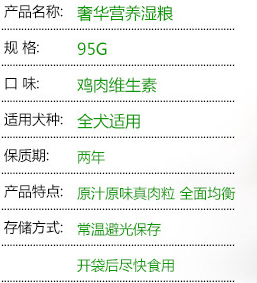 产品名称: 奢华营养湿粮
规 格: 95G
口 味: 鸡肉维生素
适用犬种: 全犬适用
保质期: 两年
产品特点: 原汁原味真肉粒 全面均衡
存储方式: 常温避光保存
开袋后尽快食用